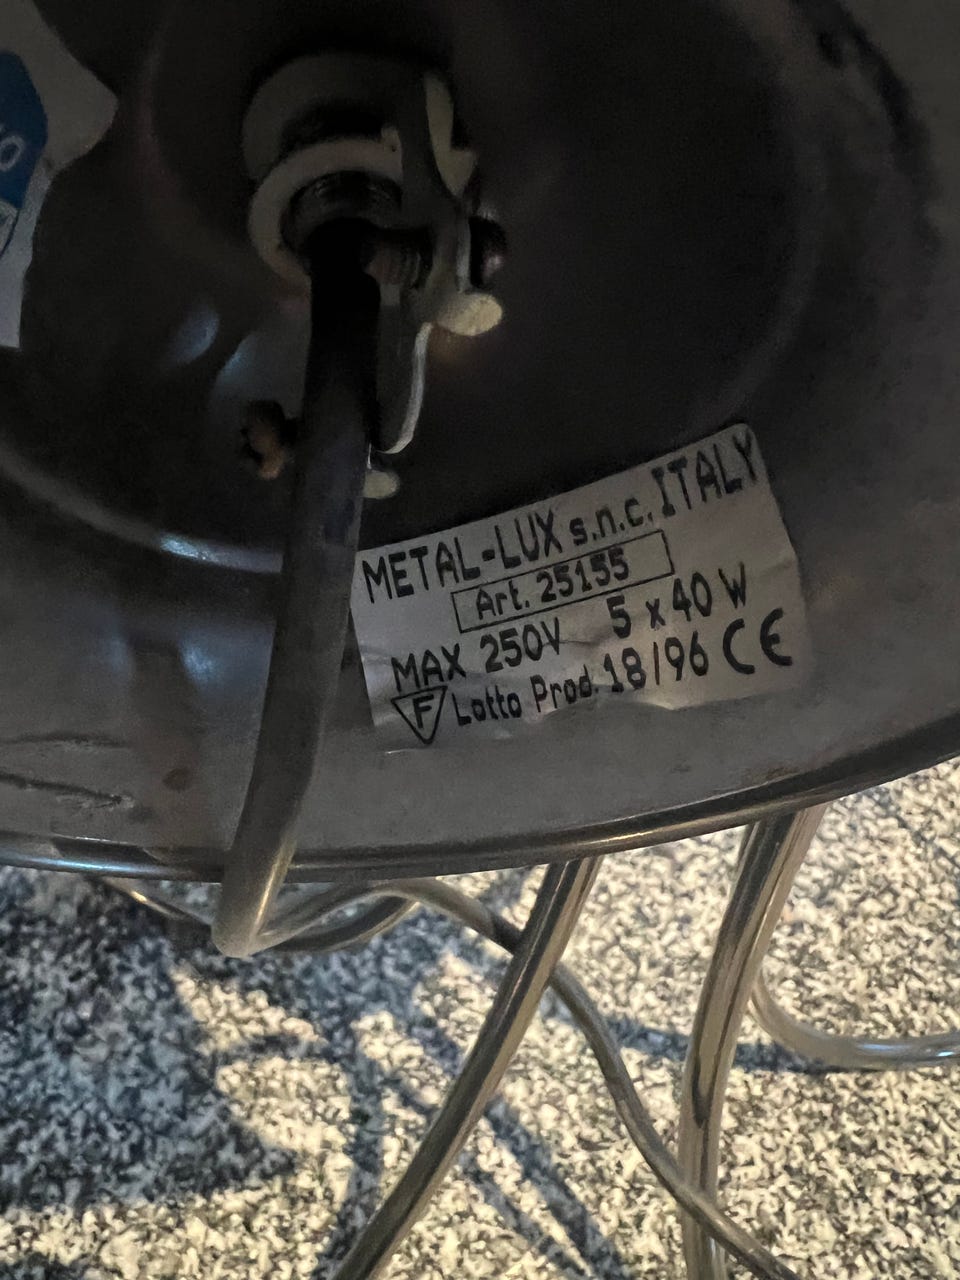 METAL-LUX s.n.c. ITALY
Art. 25155
MAX 250V 5 x 40 W
F Lotto Prod. 18/96 CE